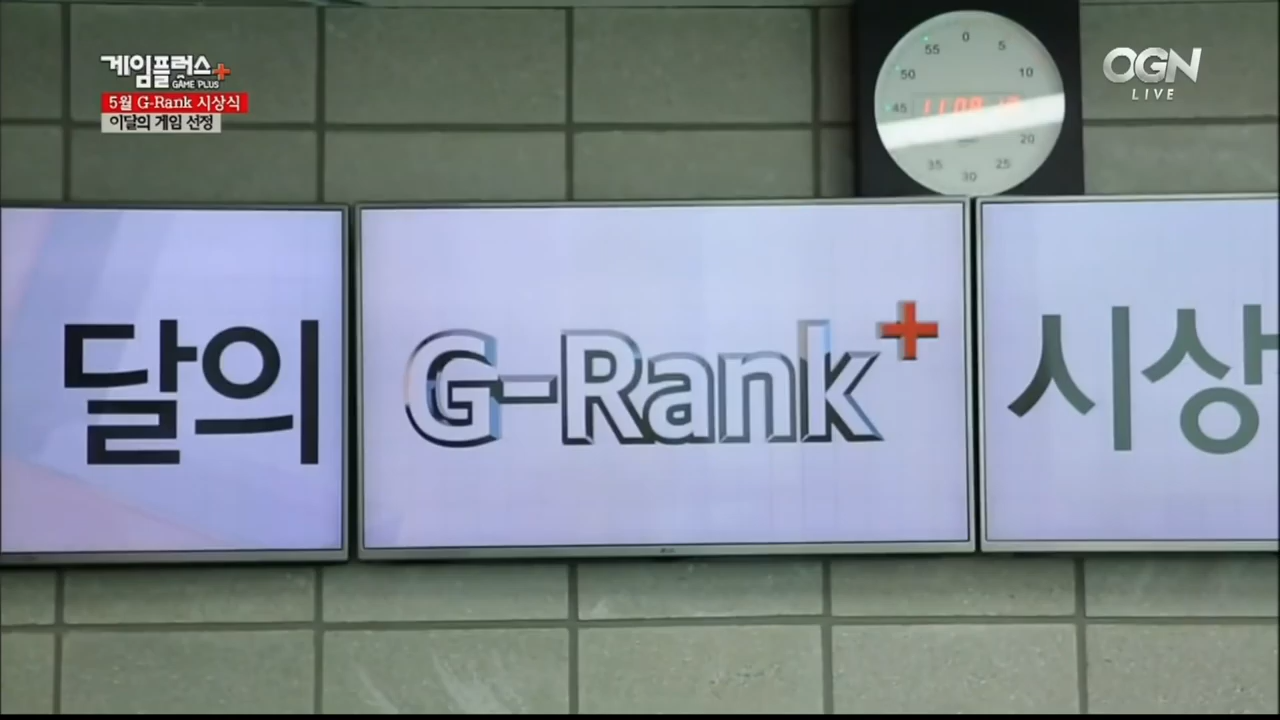 게임플러스+
GAME PLUS
5월 G-Rank 시상식
이달의 게임 선정
OGN
LIVE
0
55 5
50 10
45
20
35 25
30
달의 G-Rank+ 시상
LG